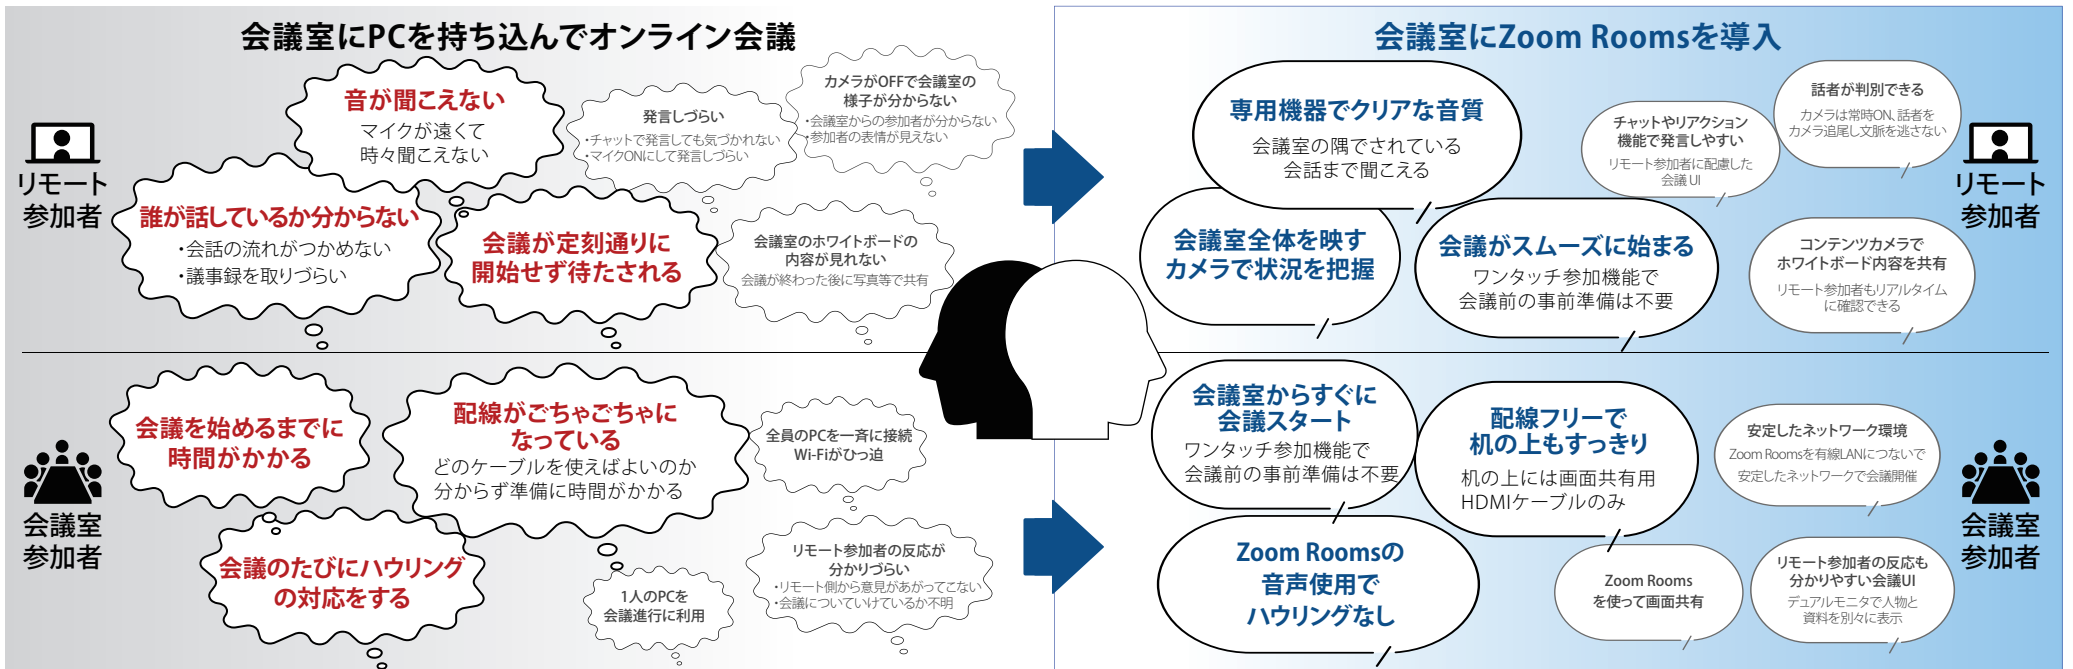 会議室にPCを持ち込んでオンライン会議
リモート
参加者
音が聞こえない
マイクが遠くて
時々聞こえない
発言しづらい
・チャットで発言しても気づかれない
・マイクONにして発言しづらい
カメラがOFFで会議室の
様子が分からない
・会議室からの参加者が分からない
・参加者の表情が見えない
誰が話しているか分からない
・会話の流れがつかめない
・議事録を取りづらい
会議が定刻通りに
開始せず待たされる
会議室のホワイトボードの
内容が見れない
会議が終わった後に写真等で共有
会議室
参加者
会議を始めるまでに
時間がかかる
配線がごちゃごちゃに
なっている
どのケーブルを使えばよいのか
分からず準備に時間がかかる
全員のPCを一斉に接続
Wi-Fiがひっ迫
会議のたびにハウリング
の対応をする
1人のPCを
会議進行に利用
リモート参加者の反応が
分かりづらい
・リモート側から意見があがってこない
・会議についていけているか不明
会議室にZoom Roomsを導入
専用機器でクリアな音質
会議室の隅でされている
会話まで聞こえる
チャットやリアクション
機能で発言しやすい
リモート参加者に配慮した
会議UI
話者が判別できる
カメラは常時ON、話者を
カメラ追尾し文脈を逃さない
リモート
参加者
会議室全体を映す
カメラで状況を把握
会議がスムーズに始まる
ワンタッチ参加機能で
会議前の事前準備は不要
コンテンツカメラで
ホワイトボード内容を共有
リモート参加者もリアルタイム
に確認できる
会議室からすぐに
会議スタート
ワンタッチ参加機能で
会議前の事前準備は不要
配線フリーで
机の上もすっきり
机の上には画面共有用
HDMIケーブルのみ
安定したネットワーク環境
Zoom Roomsを有線LANにつないで
安定したネットワークで会議開催
会議室
参加者
Zoom Roomsの
音声使用で
ハウリングなし
Zoom Rooms
を使って画面共有
リモート参加者の反応も
分かりやすい会議UI
デュアルモニタで人物と
資料を別々に表示